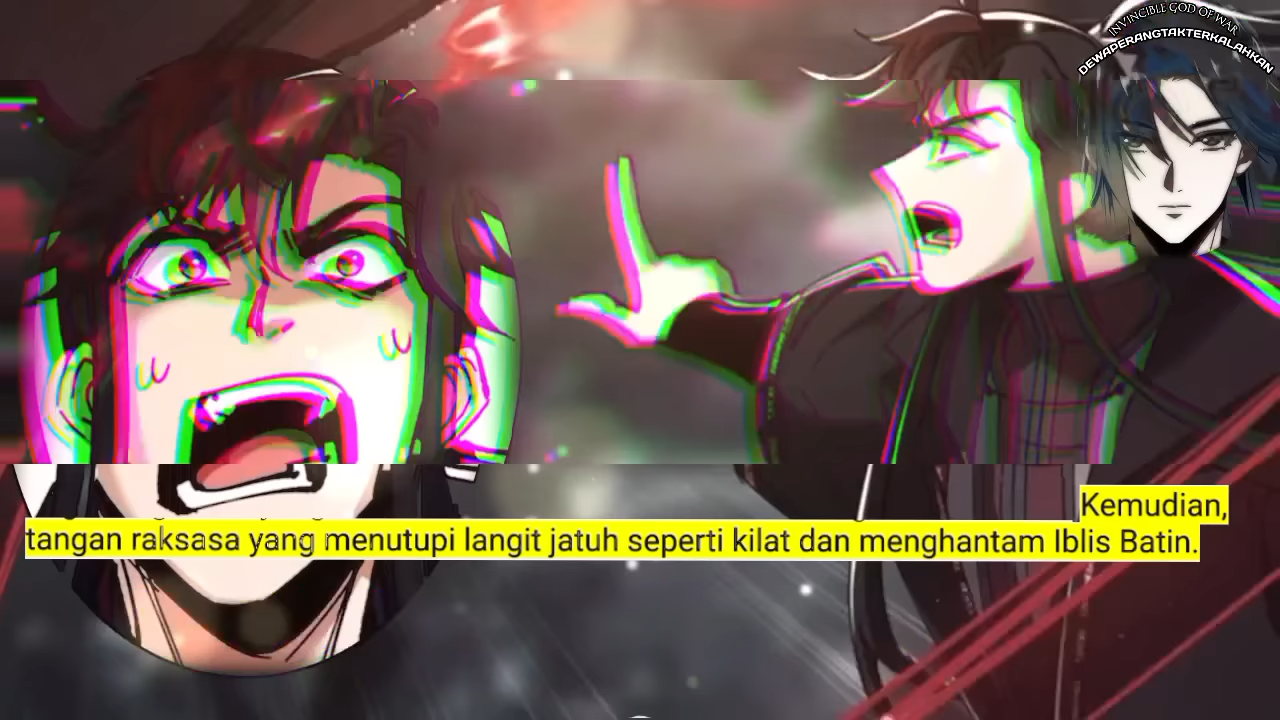 INVINCIBLE GOD OF WAR
DEWAPERANGTAKTERKALAHKAN
Kemudian,
tangan raksasa yang menutupi langit jatuh seperti kilat dan menghantam Iblis Batin.